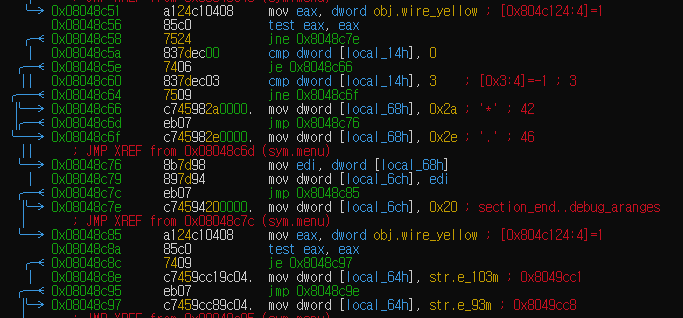 0x08048c51 a124c10408 mov eax, dword obj.wire_yellow ; [0x804c124:4]=1
0x08048c56 85c0 test eax, eax
0x08048c58 7524 jne 0x8048c7e
0x08048c5a 837dec00 cmp dword [local_14h], 0
0x08048c5e 7406 je 0x8048c66
0x08048c60 837dec03 cmp dword [local_14h], 3 ; [0x3:4]=-1 ; 3
0x08048c64 7509 jne 0x8048c6f
0x08048c66 c745982a0000. mov dword [local_68h], 0x2a ; '*' ; 42
0x08048c6d eb07 jmp 0x8048c76
0x08048c6f c745982e0000. mov dword [local_68h], 0x2e ; '.' ; 46
; JMP XREF from 0x08048c6d (sym.menu)
0x08048c76 8b7d98 mov edi, dword [local_68h]
0x08048c79 897d94 mov dword [local_6ch], edi
0x08048c7c eb07 jmp 0x8048c85
0x08048c7e c74594200000. mov dword [local_6ch], 0x20 ; section_end..debug_aranges
; JMP XREF from 0x08048c7c (sym.menu)
0x08048c85 a124c10408 mov eax, dword obj.wire_yellow ; [0x804c124:4]=1
0x08048c8a 85c0 test eax, eax
0x08048c8c 7409 je 0x8048c97
0x08048c8e c7459cc19c04. mov dword [local_64h], str.e_103m ; 0x8049cc1
0x08048c95 eb07 jmp 0x8048c9e
0x08048c97 c7459cc89c04. mov dword [local_64h], str.e_93m ; 0x8049cc8